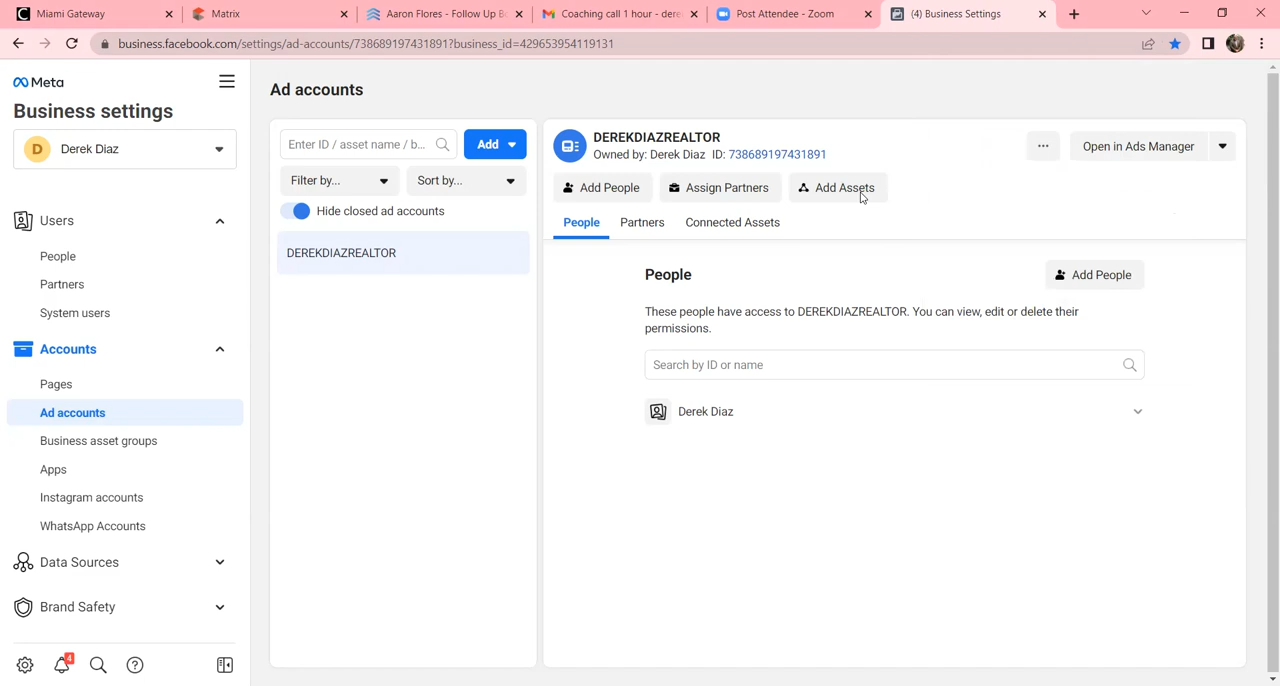 Miami Gateway
Matrix
Aaron Flores - Follow Up Bo
Coaching call 1 hour - dere
Post Attendee - Zoom
(4) Business Settings
business.facebook.com/settings/ad-accounts/738689197431891?business_id=429653954119131
Meta
Business settings
D Derek Diaz
Users
People
Partners
System users
Accounts
Pages
Ad accounts
Business asset groups
Apps
Instagram accounts
WhatsApp Accounts
Data Sources
Brand Safety
4
Ad accounts
Enter ID / asset name / b...
Add
Filter by...
Sort by...
Hide closed ad accounts
DEREKDIAZREALTOR
DEREKDIAZREALTOR
Owned by: Derek Diaz ID: 738689197431891
... Open in Ads Manager
Add People
Assign Partners
Add Assets
People
Partners
Connected Assets
People
Add People
These people have access to DEREKDIAZREALTOR. You can view, edit or delete their
permissions.
Search by ID or name
Derek Diaz